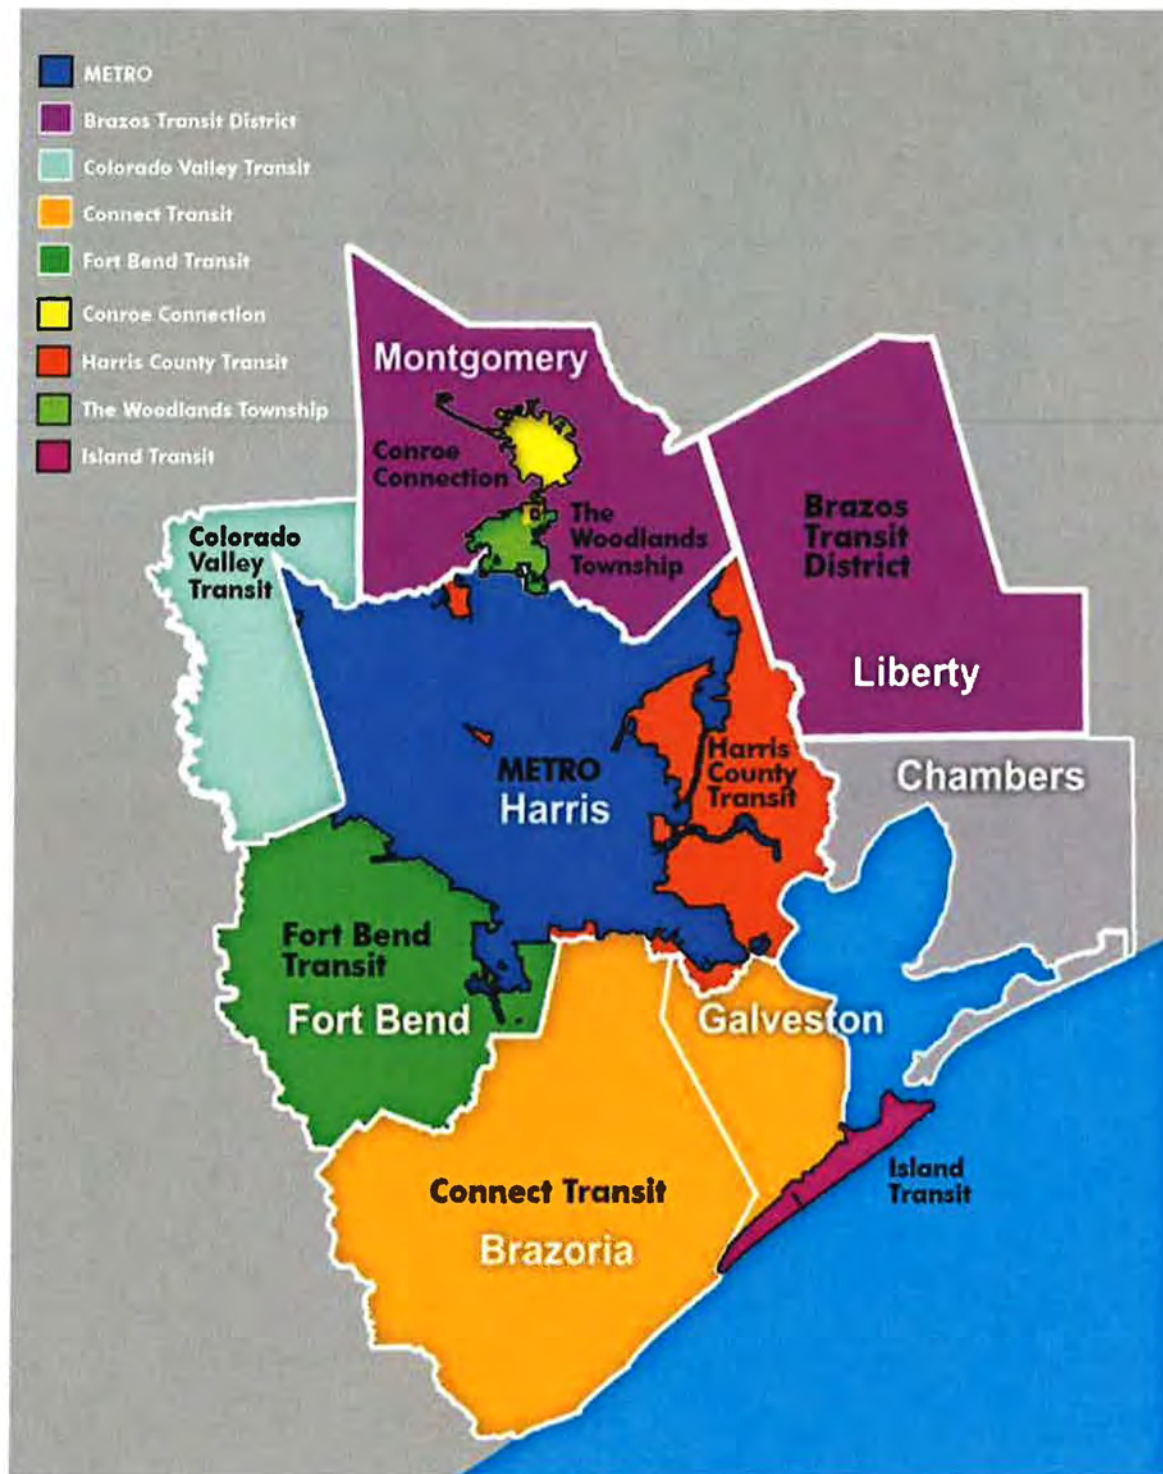 METRO
Brazos Transit District
Colorado Valley Transit
Connect Transit
Fort Bend Transit
Conroe Connection
Harris County Transit
The Woodlands Township
Island Transit
Montgomery
Conroe
Connection
The
Woodlands
Township
Brazos
Transit
District
Colorado
Valley
Transit
Liberty
METRO
Harris
Harris
County
Transit
Chambers
Fort Bend
Transit
Fort Bend
Galveston
Connect Transit
Brazoria
Island
Transit